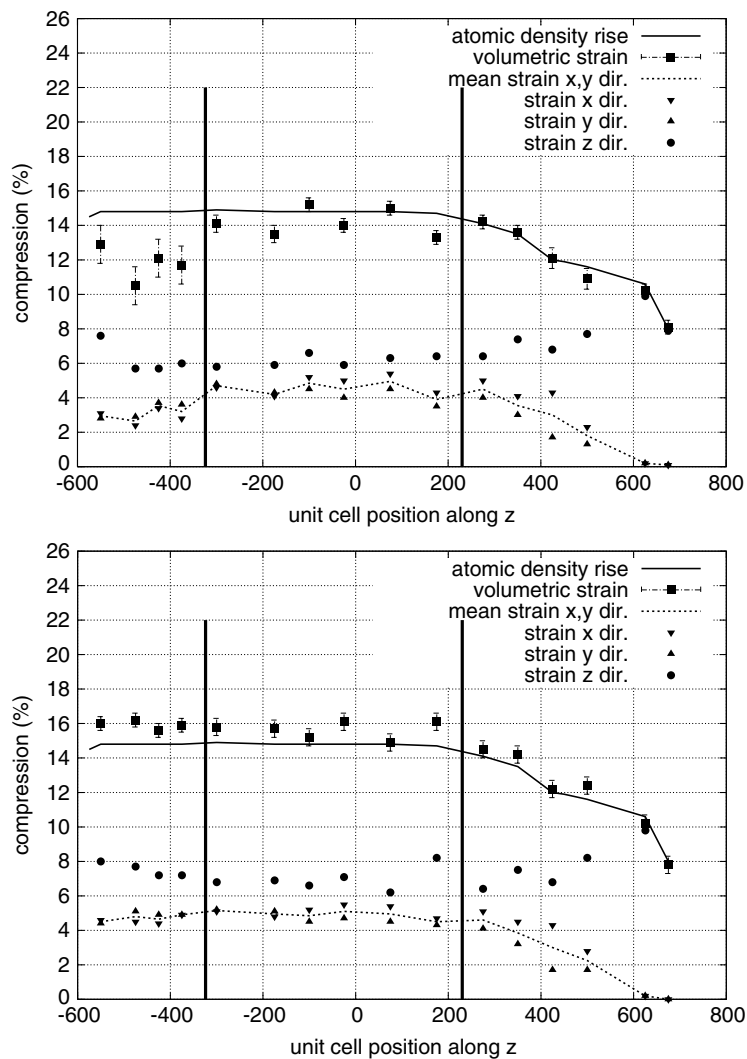 26
24
22
20
18
16
14
12
10
8
6
4
2
0
compression (%)
atomic density rise
volumetric strain
mean strain x,y dir.
strain x dir.
strain y dir.
strain z dir.
-600 -400 -200 0 200 400 600 800
unit cell position along z
26
24
22
20
18
16
14
12
10
8
6
4
2
0
compression (%)
atomic density rise
volumetric strain
mean strain x,y dir.
strain x dir.
strain y dir.
strain z dir.
-600 -400 -200 0 200 400 600 800
unit cell position along z